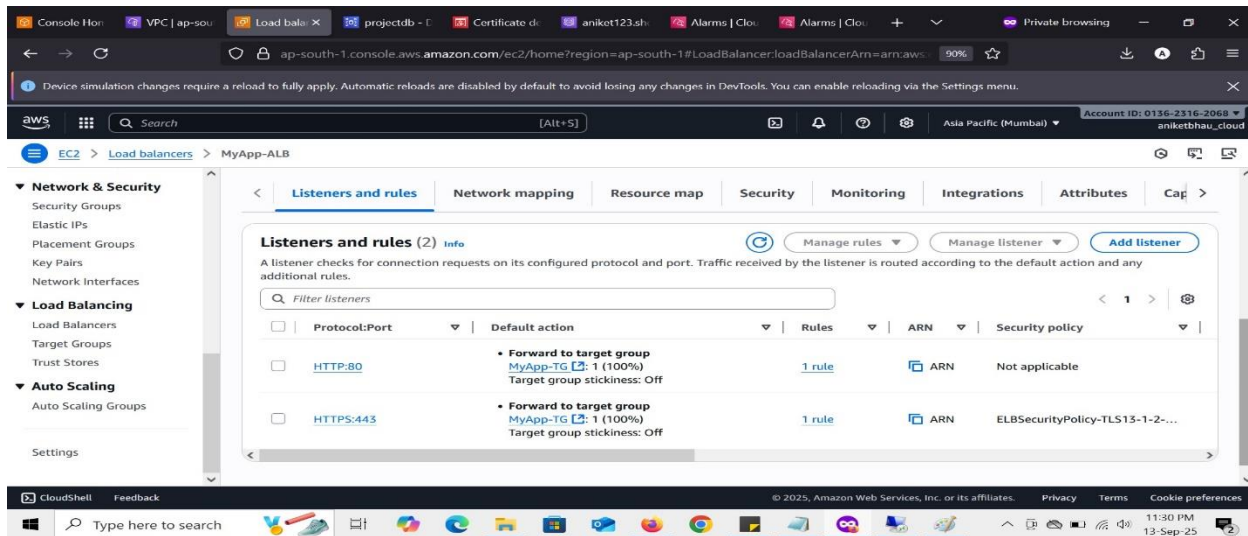 Console Hon
VPC | ap-sou
Load bala
projectdb - D
Certificate de
aniket123.sh
Alarms | Clou
Alarms | Clou
Private browsing
ap-south-1.console.aws.amazon.com/ec2/home?region=ap-south-1#LoadBalancer:loadBalancerArn=arn:aws:
90%
Device simulation changes require a reload to fully apply. Automatic reloads are disabled by default to avoid losing any changes in DevTools. You can enable reloading via the Settings menu.
aws
Search
[Alt+S]
Asia Pacific (Mumbai)
Account ID: 0136-2316-2068
aniketbhau_cloud
EC2 > Load balancers > MyApp-ALB
Network & Security
Security Groups
Elastic IPs
Placement Groups
Key Pairs
Network Interfaces
Load Balancing
Load Balancers
Target Groups
Trust Stores
Auto Scaling
Auto Scaling Groups
Settings
Listeners and rules
Network mapping
Resource map
Security
Monitoring
Integrations
Attributes
Cap
Listeners and rules (2) Info
Manage rules
Manage listener
Add listener
A listener checks for connection requests on its configured protocol and port. Traffic received by the listener is routed according to the default action and any
additional rules.
Filter listeners
1
Protocol:Port
Default action
Rules
ARN
Security policy
HTTP:80
• Forward to target group
MyApp-TG : 1 (100%)
Target group stickiness: Off
1 rule
ARN
Not applicable
HTTPS:443
• Forward to target group
MyApp-TG : 1 (100%)
Target group stickiness: Off
1 rule
ARN
ELBSecurityPolicy-TLS13-1-2-...
CloudShell
Feedback
© 2025, Amazon Web Services, Inc. or its affiliates.
Privacy
Terms
Cookie preferences
Type here to search
11:30 PM
13-Sep-25
2